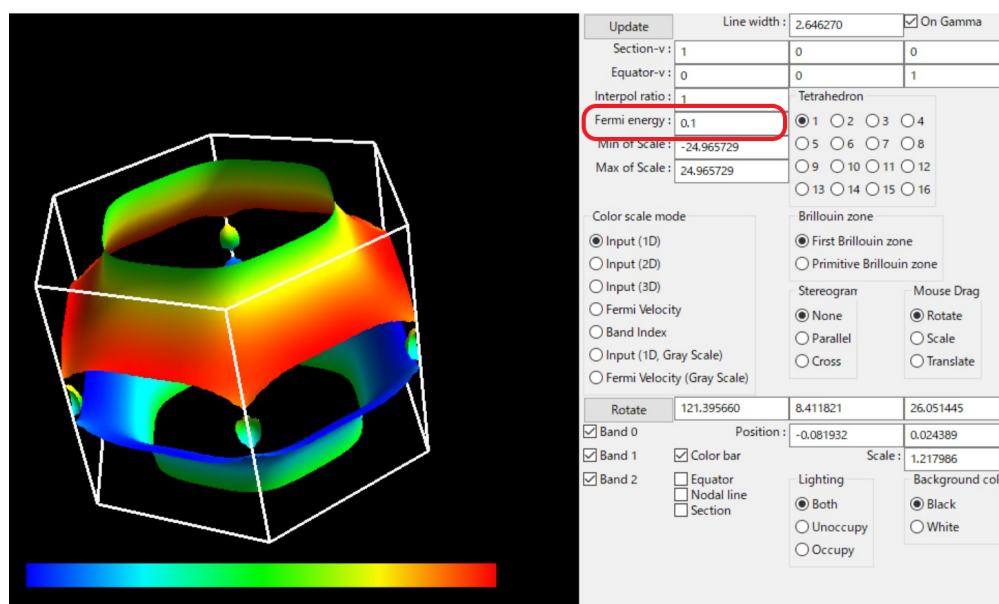 Update Line width : 2.646270 On Gamma
Section-v : 1 0 0
Equator-v : 0 0 1
Interpol ratio : 1 Tetrahedron
Fermi energy : 0.1 1 2 3 4
Min of Scale : -24.965729 5 6 7 8
Max of Scale : 24.965729 9 10 11 12
13 14 15 16
Color scale mode Brillouin zone
Input (1D) First Brillouin zone
Input (2D) Primitive Brillouin zone
Input (3D) Stereogram Mouse Drag
Fermi Velocity None Rotate
Band Index Parallel Scale
Input (1D, Gray Scale) Cross Translate
Fermi Velocity (Gray Scale)
Rotate 121.395660 8.411821 26.051445
Band 0 Position : -0.081932 0.024389
Band 1 Color bar Scale : 1.217986
Band 2 Equator Lighting Background col
Nodal line Both Black
Section Unoccupy White
Occupy